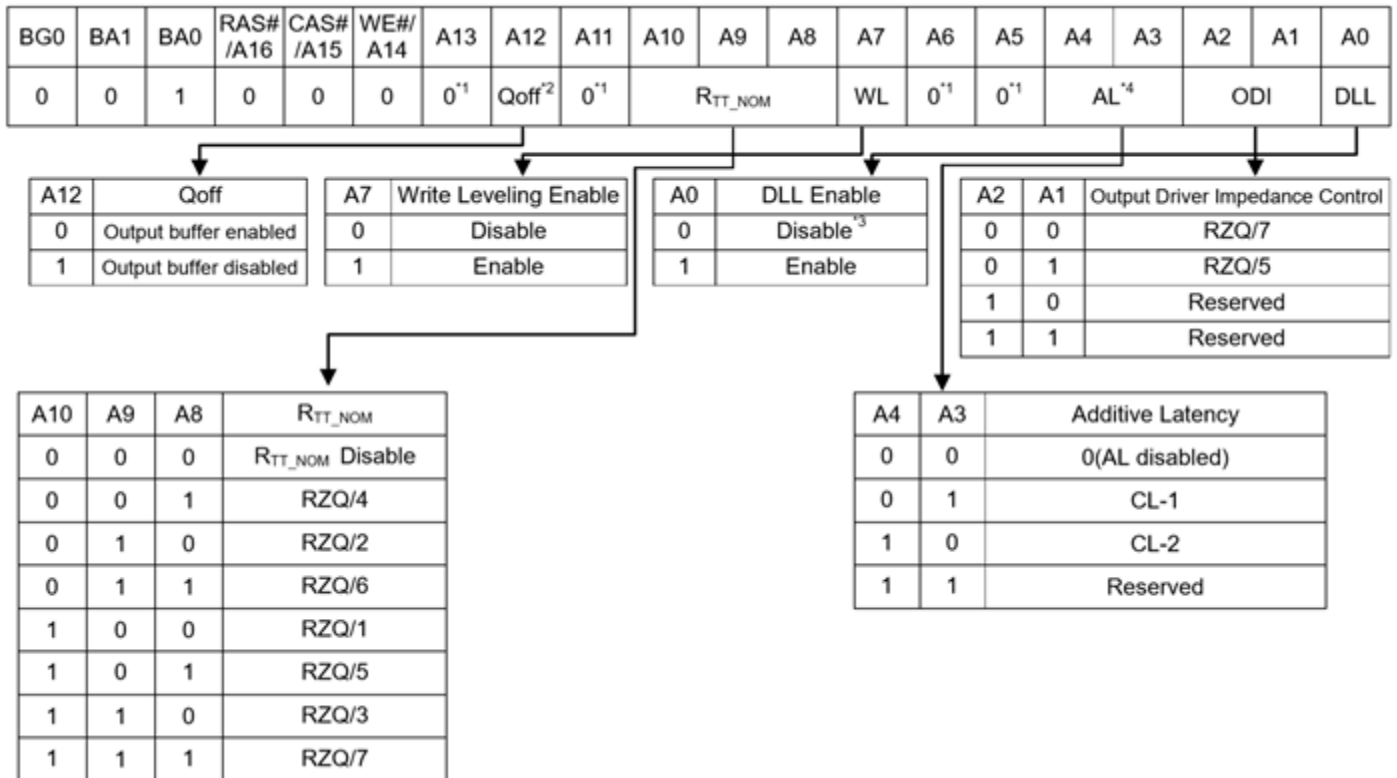 BG0 BA1 BA0 RAS#/A16 CAS#/A15 WE#/A14 A13 A12 A11 A10 A9 A8 A7 A6 A5 A4 A3 A2 A1 A0
0 0 1 0 0 0 0*1 Qoff*2 0*1 RTT_NOM WL 0*1 0*1 AL*4 ODI DLL
A12 Qoff
0 Output buffer enabled
1 Output buffer disabled
A7 Write Leveling Enable
0 Disable
1 Enable
A0 DLL Enable
0 Disable*3
1 Enable
A2 A1 Output Driver Impedance Control
0 0 RZQ/7
0 1 RZQ/5
1 0 Reserved
1 1 Reserved
A10 A9 A8 RTT_NOM
0 0 0 RTT_NOM Disable
0 0 1 RZQ/4
0 1 0 RZQ/2
0 1 1 RZQ/6
1 0 0 RZQ/1
1 0 1 RZQ/5
1 1 0 RZQ/3
1 1 1 RZQ/7
A4 A3 Additive Latency
0 0 0(AL disabled)
0 1 CL-1
1 0 CL-2
1 1 Reserved